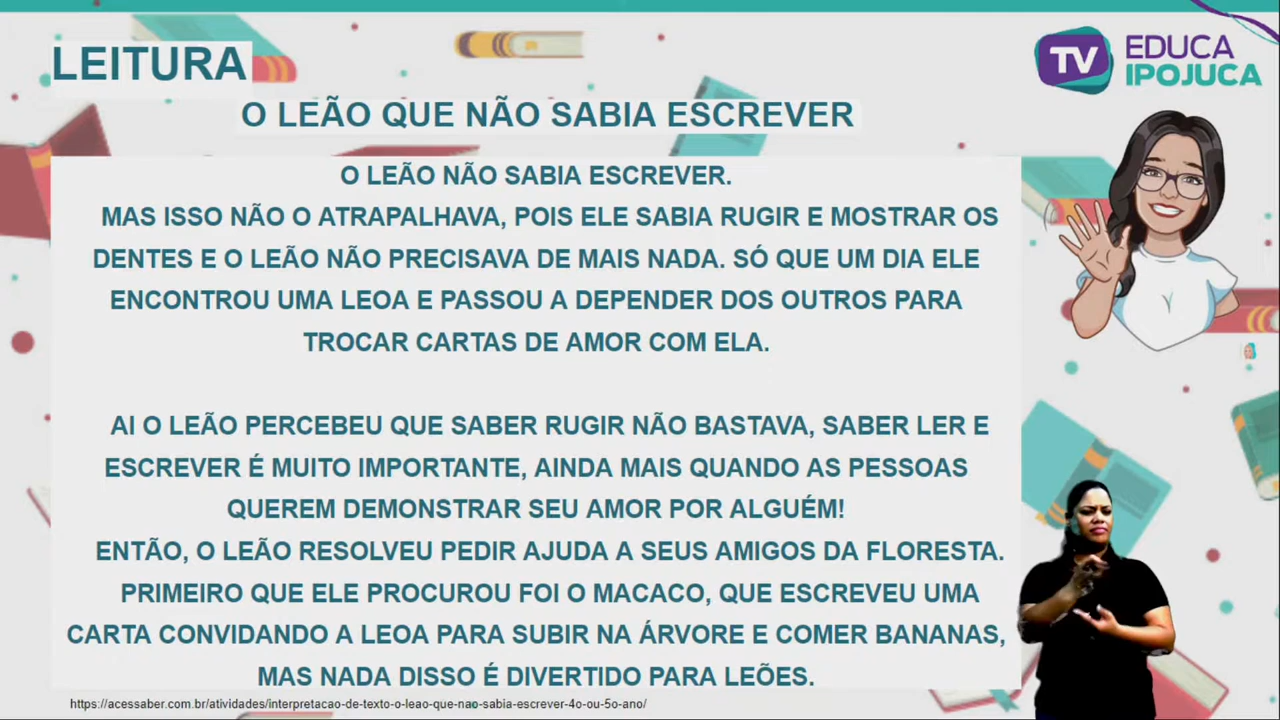 LEITURA
TV EDUCA
IPOJUCA
O LEÃO QUE NÃO SABIA ESCREVER
O LEÃO NÃO SABIA ESCREVER.
MAS ISSO NÃO O ATRAPALHAVA, POIS ELE SABIA RUGIR E MOSTRAR OS
DENTES E O LEÃO NÃO PRECISAVA DE MAIS NADA. SÓ QUE UM DIA ELE
ENCONTROU UMA LEOA E PASSOU A DEPENDER DOS OUTROS PARA
TROCAR CARTAS DE AMOR COM ELA.
AI O LEÃO PERCEBEU QUE SABER RUGIR NÃO BASTAVA, SABER LER E
ESCREVER É MUITO IMPORTANTE, AINDA MAIS QUANDO AS PESSOAS
QUEREM DEMONSTRAR SEU AMOR POR ALGUÉM!
ENTÃO, O LEÃO RESOLVEU PEDIR AJUDA A SEUS AMIGOS DA FLORESTA.
PRIMEIRO QUE ELE PROCUROU FOI O MACACO, QUE ESCREVEU UMA
CARTA CONVIDANDO A LEOA PARA SUBIR NA ÁRVORE E COMER BANANAS,
MAS NADA DISSO É DIVERTIDO PARA LEÕES.
https://acessaber.com.br/atividades/interpretacao-de-texto-o-leao-que-nao-sabia-escrever-4o-ou-5o-ano/